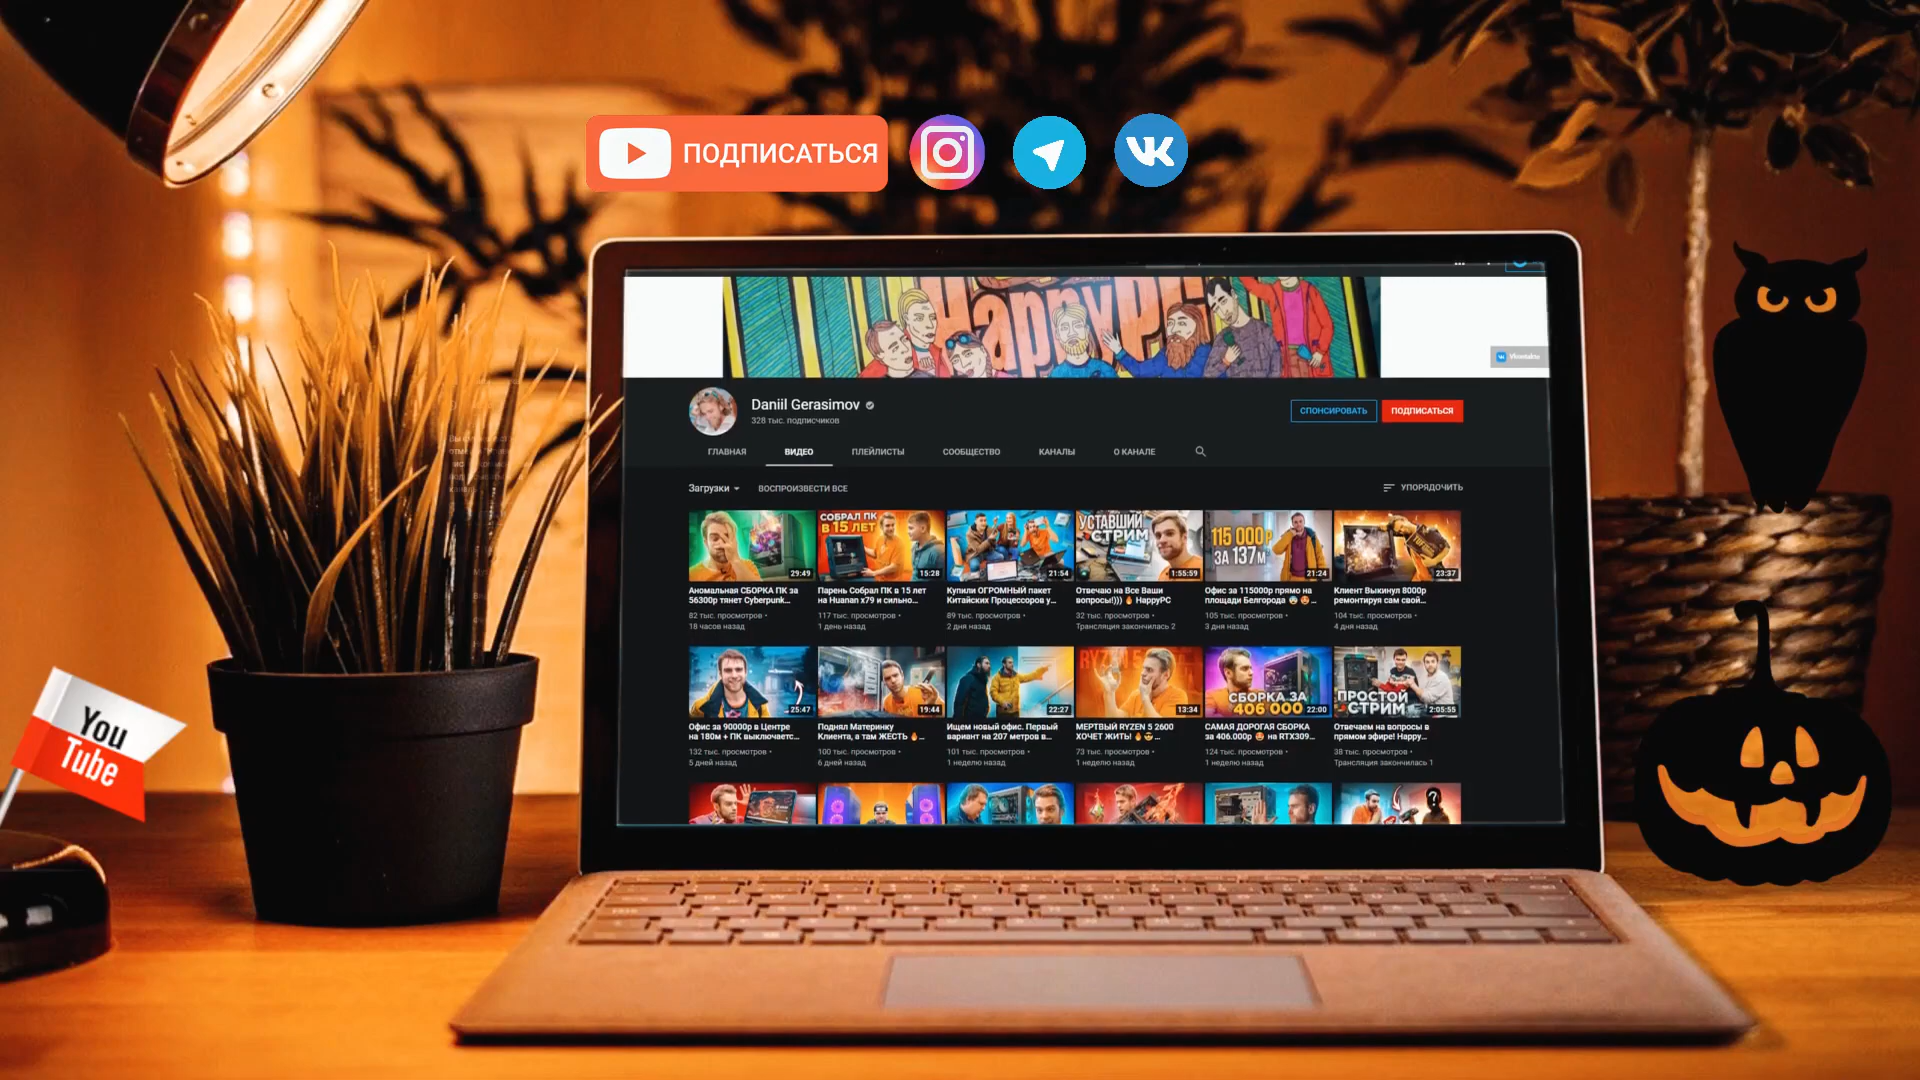 ПОДПИСАТЬСЯ
HappyPC
Vkontakte
Daniil Gerasimov
328 тыс. подписчиков
СПОНСИРОВАТЬ
ПОДПИСАТЬСЯ
ГЛАВНАЯ ВИДЕО ПЛЕЙЛИСТЫ СООБЩЕСТВО КАНАЛЫ О КАНАЛЕ
Загрузки ВОСПРОИЗВЕСТИ ВСЕ УПОРЯДОЧИТЬ
29:49
СОБРАЛ ПК
В 15 ЛЕТ
15:28
21:54
УСТАВШИЙ
СТРИМ
1:55:59
115 000₽
ЗА 137м
21:24
23:37
Аномальная СБОРКА ПК за
56300р тянет Cyberpunk...
82 тыс. просмотров •
18 часов назад
Парень Собрал ПК в 15 лет
на Huanan x79 и сильно...
117 тыс. просмотров •
1 день назад
Купили ОГРОМНЫЙ пакет
Китайских Процессоров у...
89 тыс. просмотров •
2 дня назад
Отвечаю на Все Ваши
вопросы!))) 🔥 HappyPC
32 тыс. просмотров •
Трансляция закончилась 2
Офис за 115000р прямо на
площади Белгорода 😨 🤩...
105 тыс. просмотров •
3 дня назад
Клиент Выкинул 8000р
ремонтируя сам свой...
104 тыс. просмотров •
4 дня назад
25:47
19:44
22:27
RYZEN 5
13:34
СБОРКА ЗА
406 000
22:00
ПРОСТОЙ
СТРИМ
2:05:55
Офис за 90000р в Центре
на 180м + ПК выключаетс...
132 тыс. просмотров •
5 дней назад
Поднял Материнку
Клиента, а там ЖЕСТЬ 🔥...
100 тыс. просмотров •
6 дней назад
Ищем новый офис. Первый
вариант на 207 метров в...
101 тыс. просмотров •
1 неделю назад
МЕРТВЫЙ RYZEN 5 2600
ХОЧЕТ ЖИТЬ! 🔥 😎...
73 тыс. просмотров •
1 неделю назад
САМАЯ ДОРОГАЯ СБОРКА
за 406.000р 🤩 на RTX309...
124 тыс. просмотров •
1 неделю назад
Отвечаем на вопросы в
прямом эфире! Happy...
38 тыс. просмотров •
Трансляция закончилась 1
You
Tube